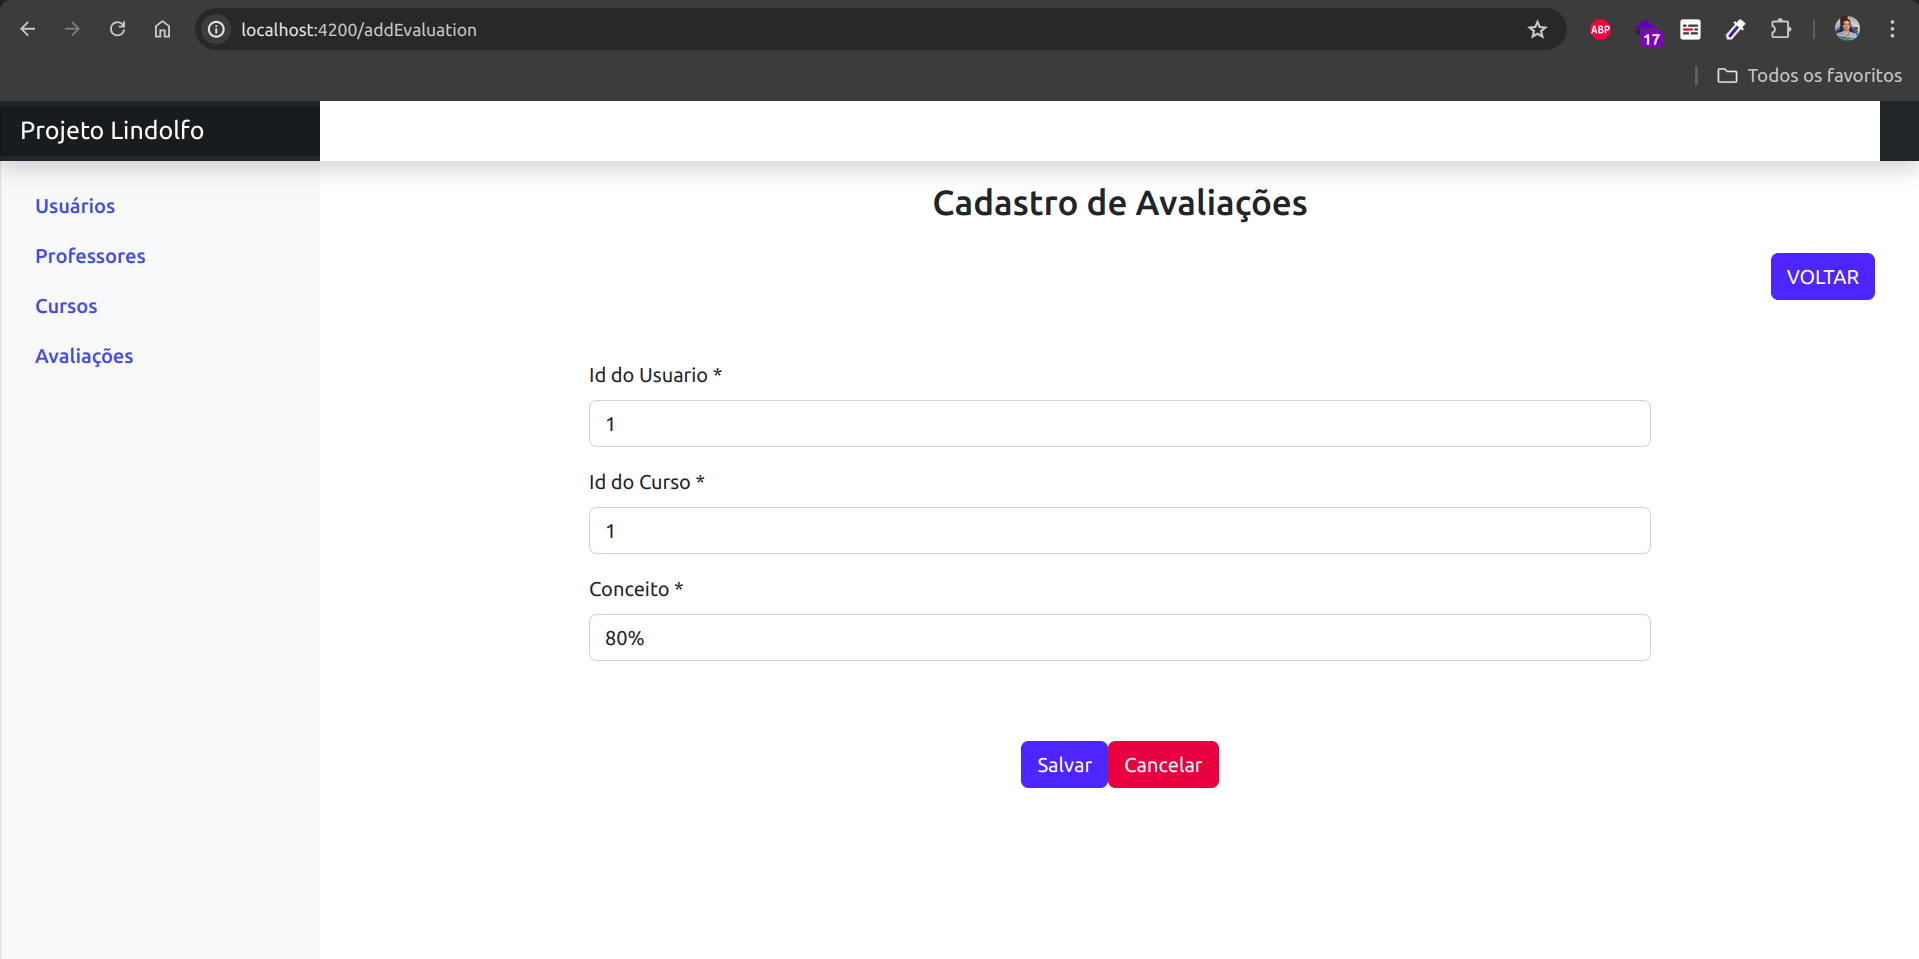 localhost:4200/addEvaluation
ABP
17
Todos os favoritos
Projeto Lindolfo
Usuários
Professores
Cursos
Avaliações
Cadastro de Avaliações
VOLTAR
Id do Usuario *
1
Id do Curso *
1
Conceito *
80%
Salvar Cancelar